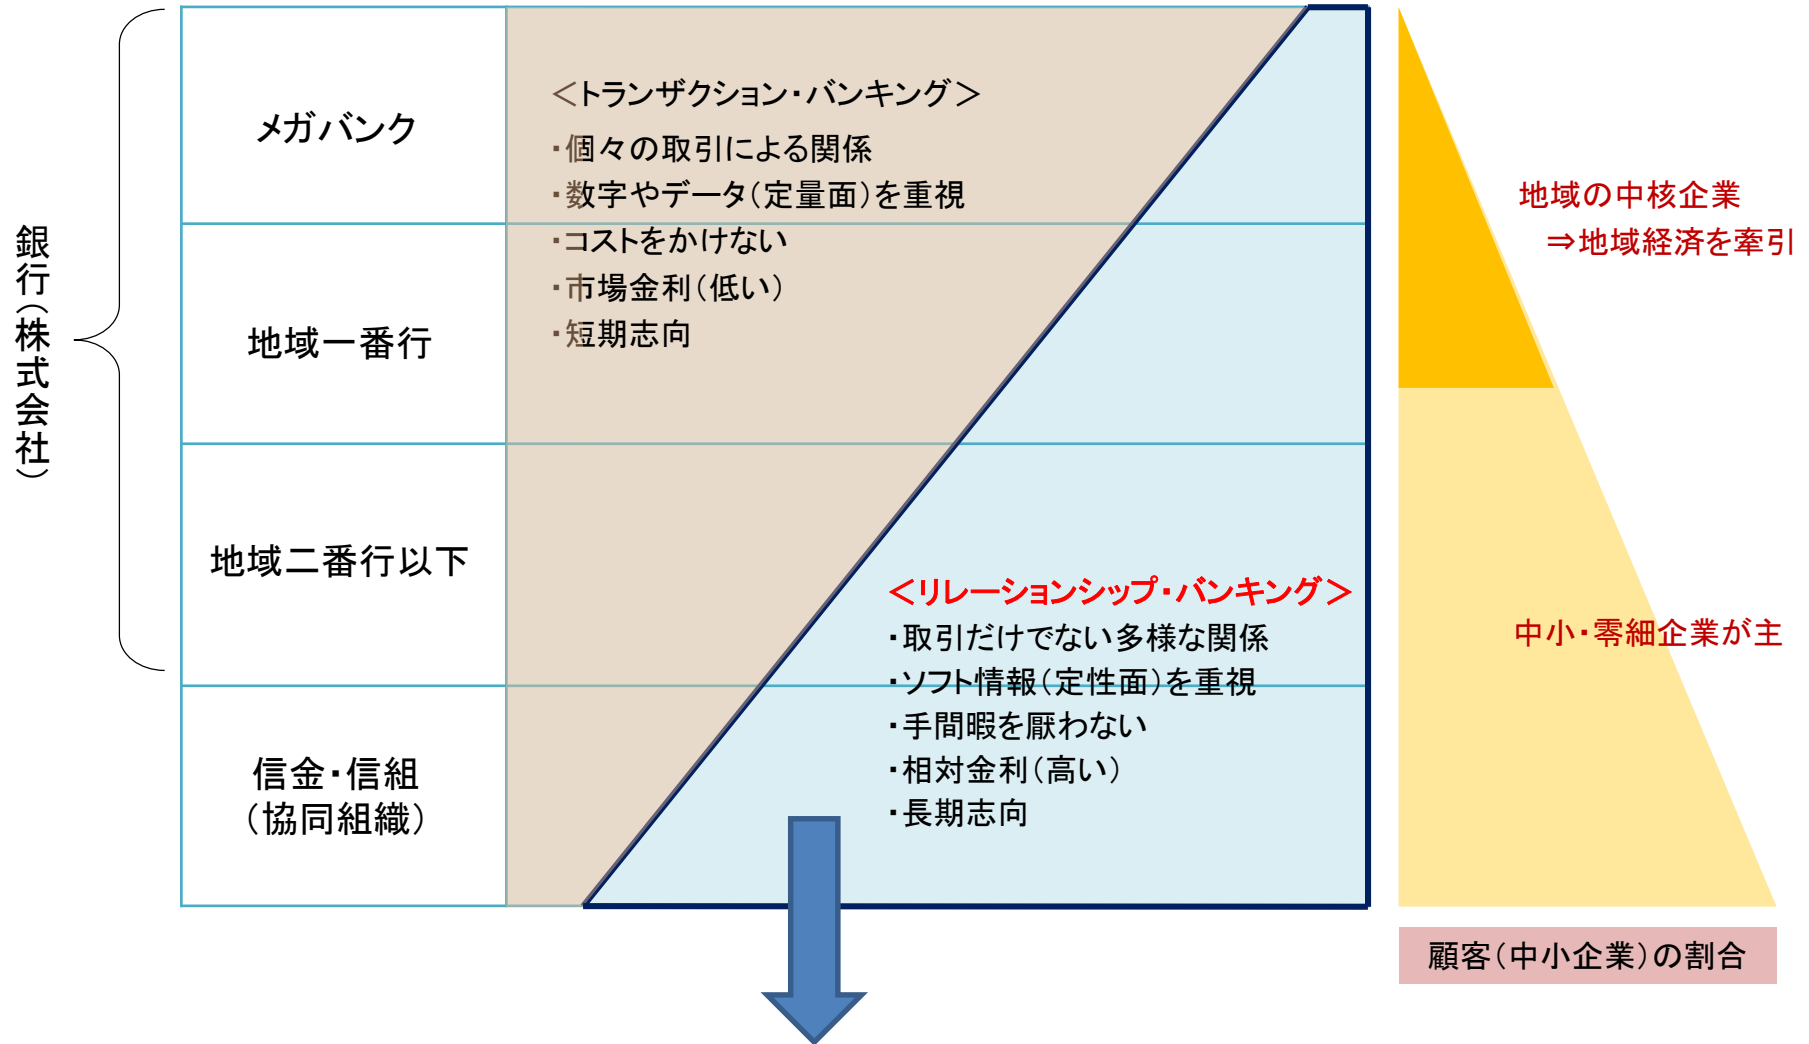 銀行（株式会社）
メガバンク
地域一番行
地域二番行以下
信金・信組
（協同組織）
＜トランザクション・バンキング＞
・個々の取引による関係
・数字やデータ（定量面）を重視
・コストをかけない
・市場金利（低い）
・短期志向
＜リレーションシップ・バンキング＞
・取引だけでない多様な関係
・ソフト情報（定性面）を重視
・手間暇を厭わない
・相対金利（高い）
・長期志向
地域の中核企業
⇒地域経済を牽引
中小・零細企業が主
顧客（中小企業）の割合